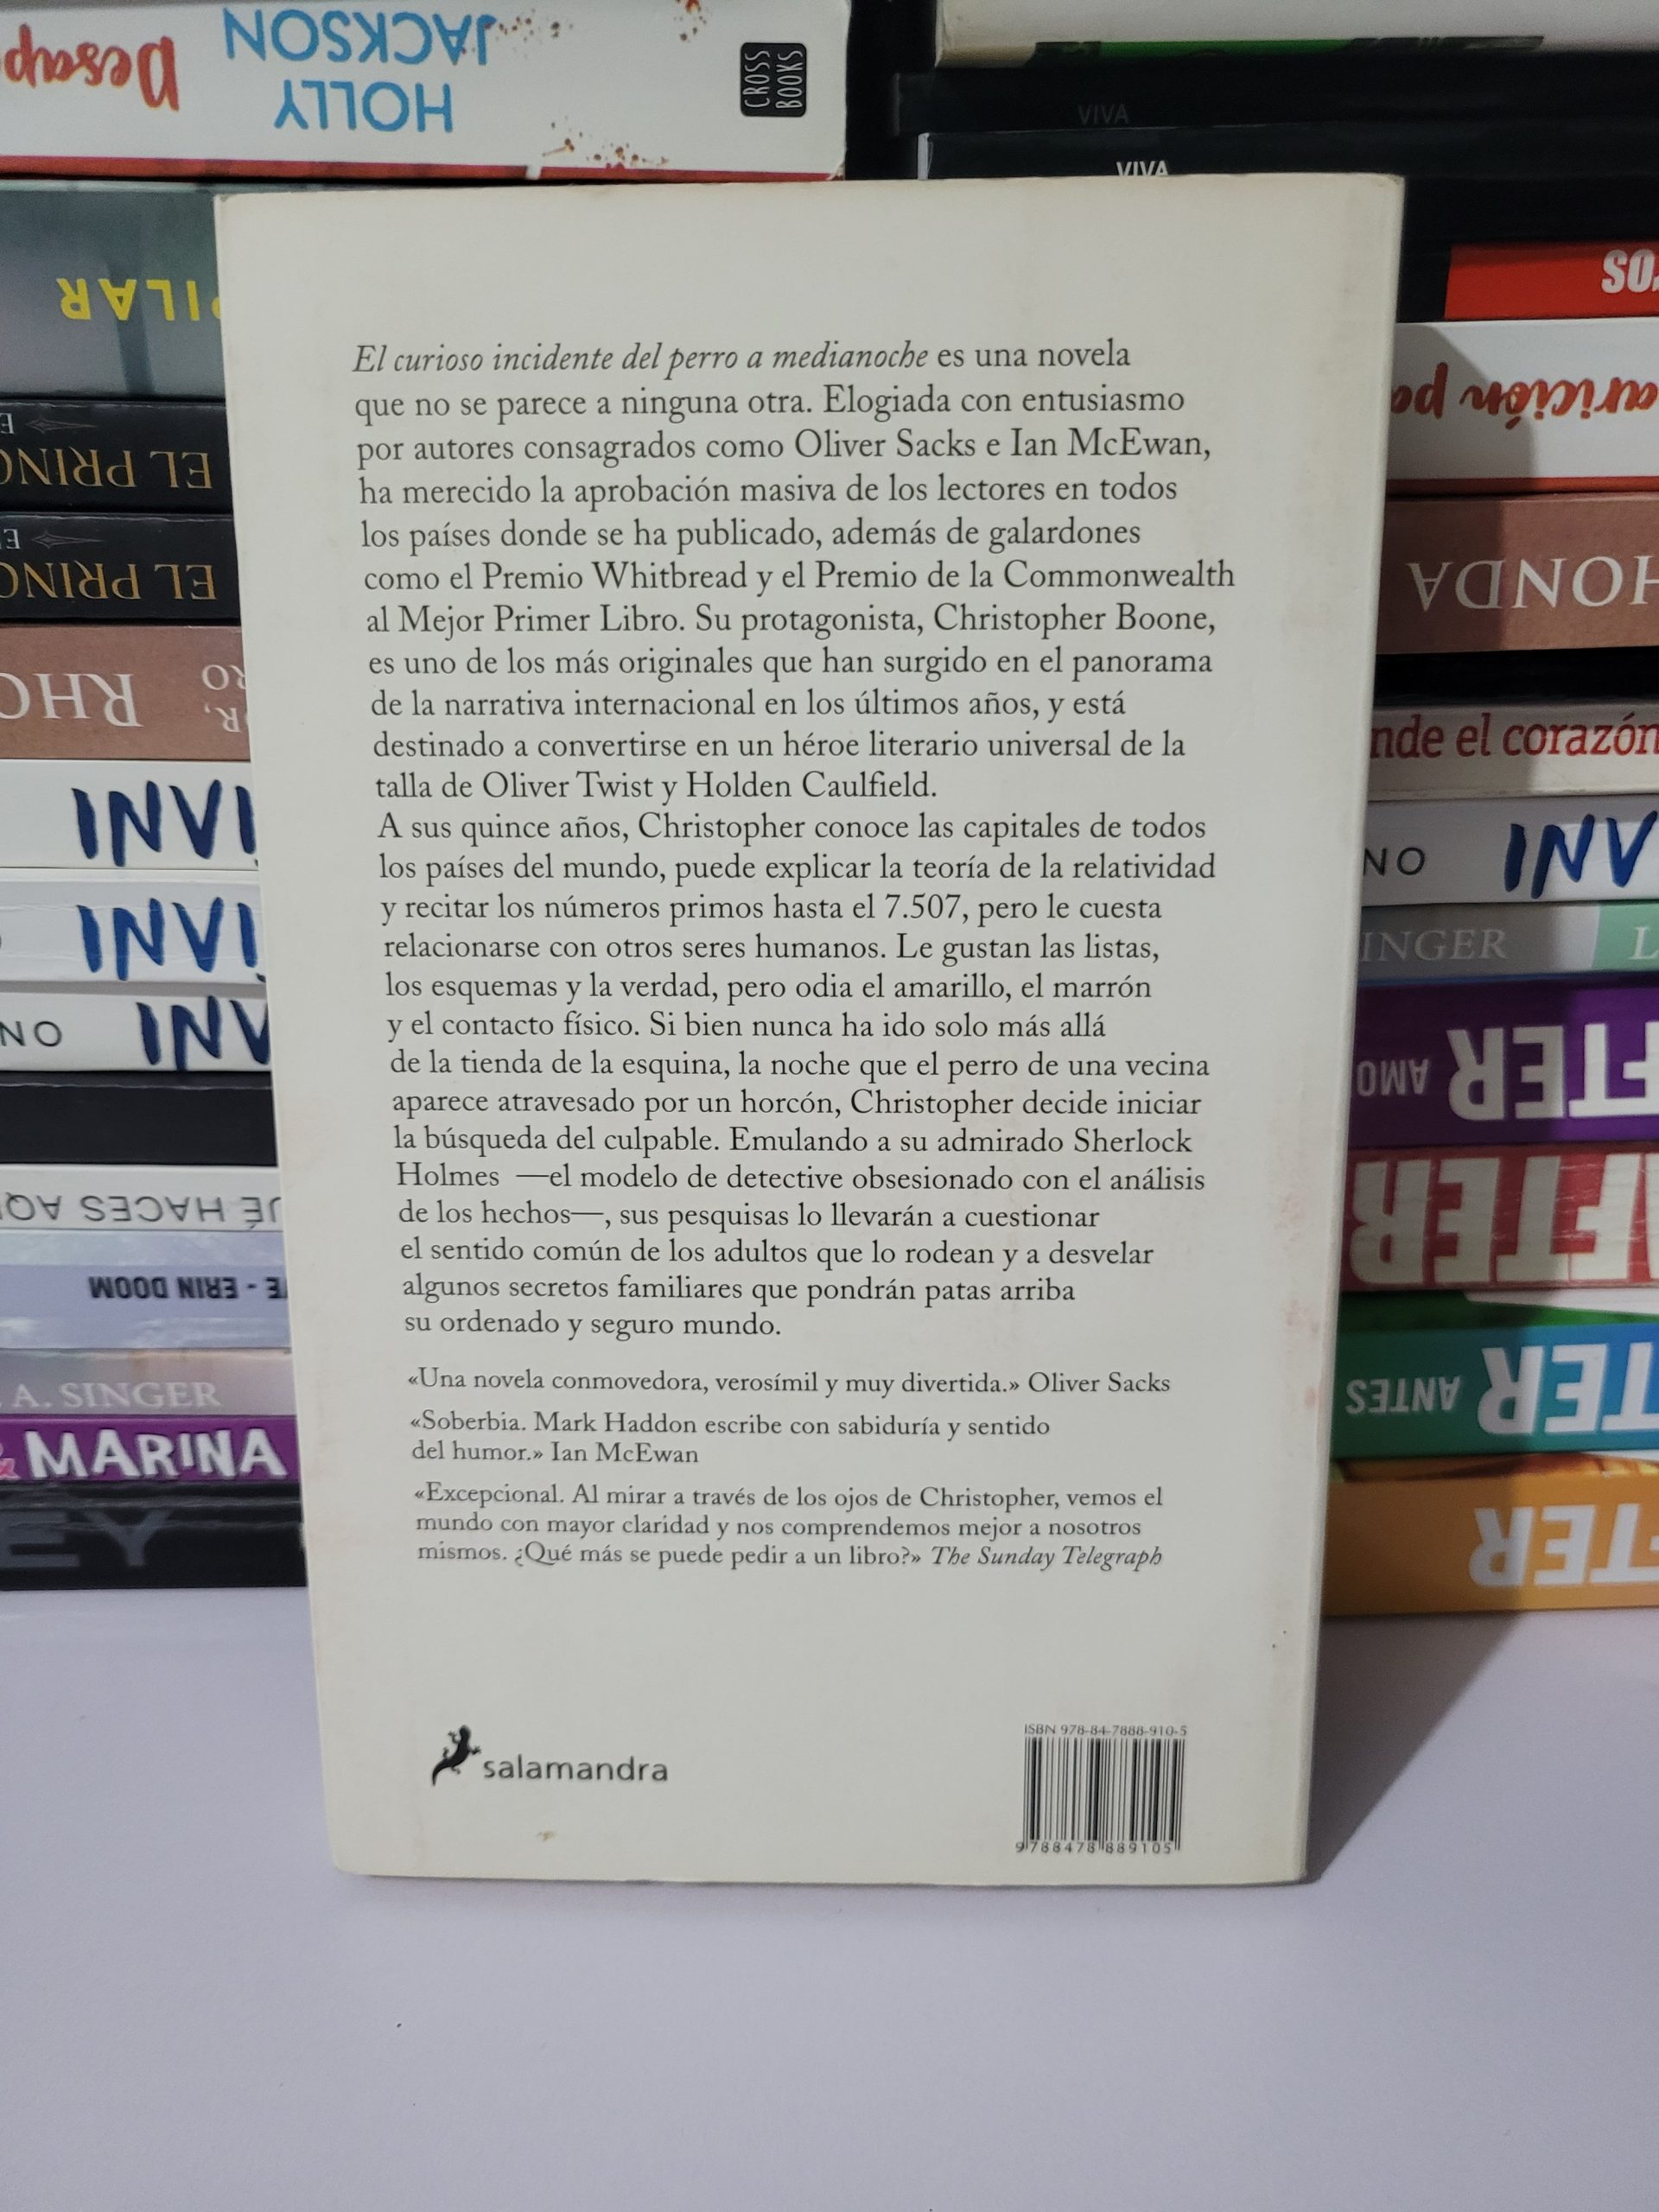 HOLLY
JACKSON
Desap
CROSS
BOOKS
VIVA
VIVA
PILAR
EL PRINC
EL PRINC
RHO
INVI
INVI
INVI
É HACES AQ
E - ERIN DOOM
A. SINGER
MARINA
EY
El curioso incidente del perro a medianoche es una novela
que no se parece a ninguna otra. Elogiada con entusiasmo
por autores consagrados como Oliver Sacks e Ian McEwan,
ha merecido la aprobación masiva de los lectores en todos
los países donde se ha publicado, además de galardones
como el Premio Whitbread y el Premio de la Commonwealth
al Mejor Primer Libro. Su protagonista, Christopher Boone,
es uno de los más originales que han surgido en el panorama
de la narrativa internacional en los últimos años, y está
destinado a convertirse en un héroe literario universal de la
talla de Oliver Twist y Holden Caulfield.
A sus quince años, Christopher conoce las capitales de todos
los países del mundo, puede explicar la teoría de la relatividad
y recitar los números primos hasta el 7.507, pero le cuesta
relacionarse con otros seres humanos. Le gustan las listas,
los esquemas y la verdad, pero odia el amarillo, el marrón
y el contacto físico. Si bien nunca ha ido solo más allá
de la tienda de la esquina, la noche que el perro de una vecina
aparece atravesado por un horcón, Christopher decide iniciar
la búsqueda del culpable. Emulando a su admirado Sherlock
Holmes —el modelo de detective obsesionado con el análisis
de los hechos—, sus pesquisas lo llevarán a cuestionar
el sentido común de los adultos que lo rodean y a desvelar
algunos secretos familiares que pondrán patas arriba
su ordenado y seguro mundo.
«Una novela conmovedora, verosímil y muy divertida.» Oliver Sacks
«Soberbia. Mark Haddon escribe con sabiduría y sentido
del humor.» Ian McEwan
«Excepcional. Al mirar a través de los ojos de Christopher, vemos el
mundo con mayor claridad y nos comprendemos mejor a nosotros
mismos. ¿Qué más se puede pedir a un libro?» The Sunday Telegraph
salamandra
ISBN 978-84-7888-910-5
9788478889105
arición pa
HONDA
nde el corazón
NO INVA
INGER L
FTER AMO
FTER
TER ANTES
TER